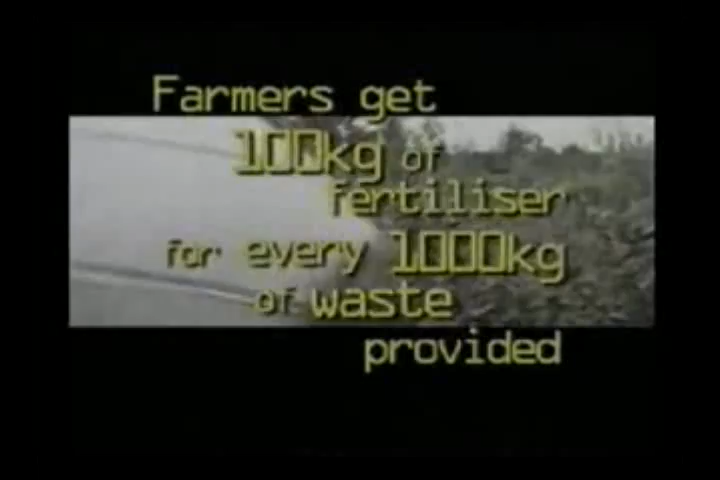 Farmers get
100kg of
fertiliser
for every 1000kg
of waste
provided